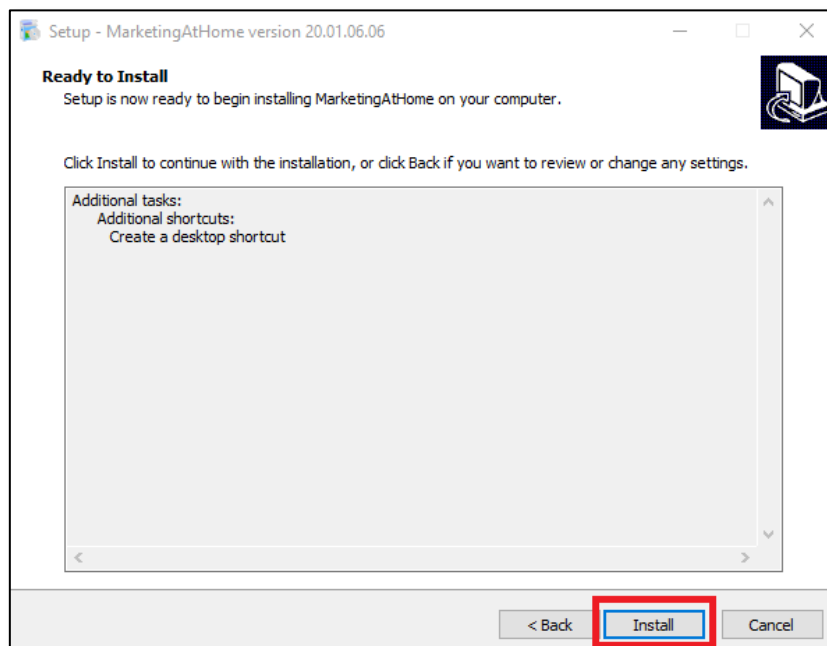 Setup - MarketingAtHome version 20.01.06.06
Ready to Install
Setup is now ready to begin installing MarketingAtHome on your computer.
Click Install to continue with the installation, or click Back if you want to review or change any settings.
Additional tasks:
Additional shortcuts:
Create a desktop shortcut
< Back Install Cancel